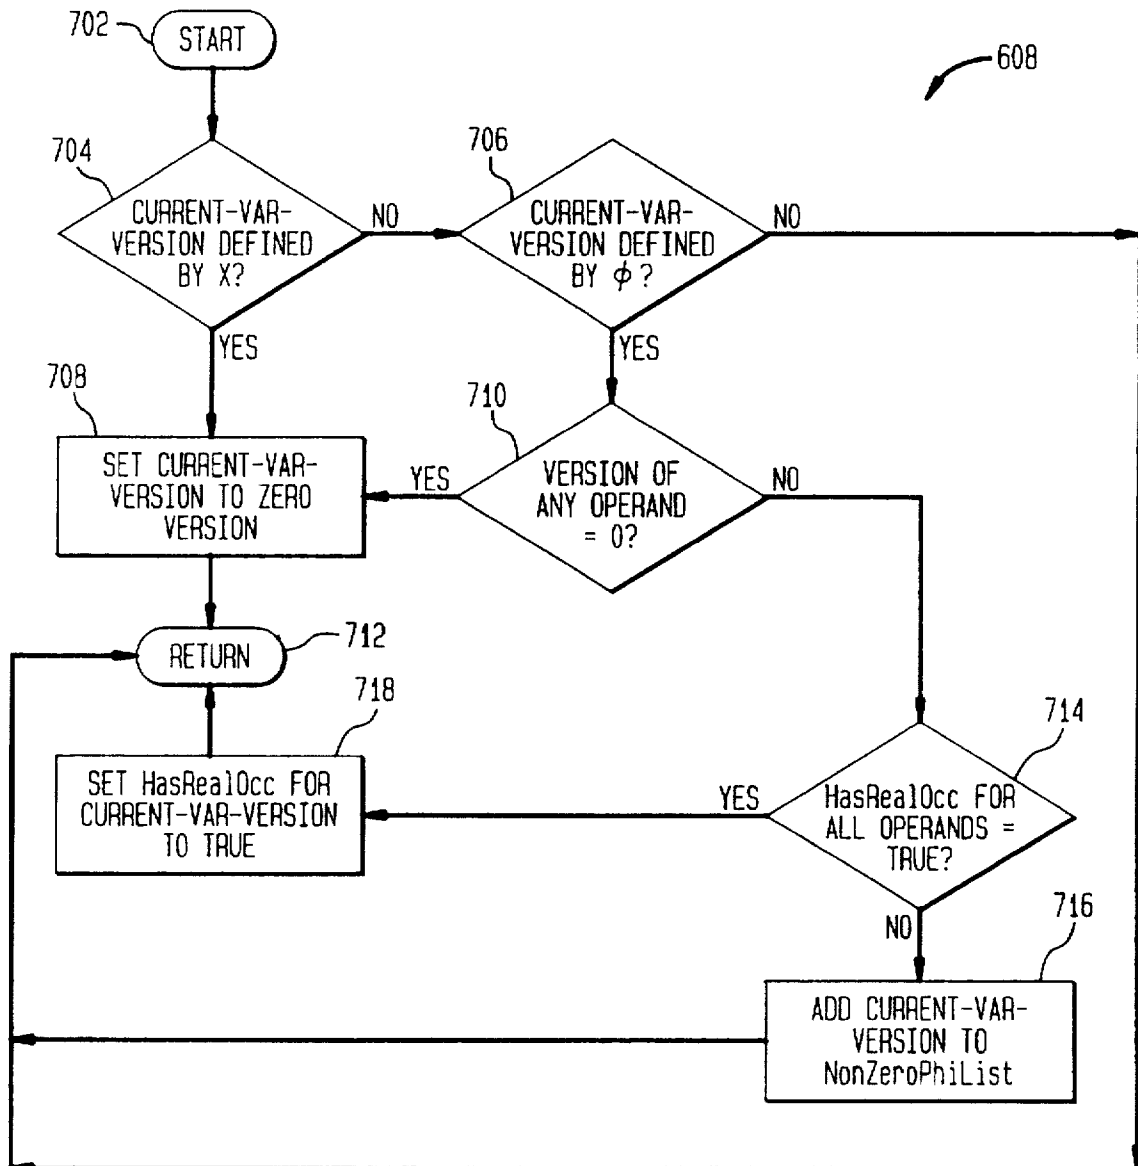 702
START
608
704
706
CURRENT-VAR-
VERSION DEFINED
BY X?
NO
CURRENT-VAR-
VERSION DEFINED
BY ϕ ?
NO
YES
YES
708
710
SET CURRENT-VAR-
VERSION TO ZERO
VERSION
YES
VERSION OF
ANY OPERAND
= 0?
NO
RETURN
712
718
714
SET HasRealOcc FOR
CURRENT-VAR-VERSION
TO TRUE
YES
HasRealOcc FOR
ALL OPERANDS =
TRUE?
NO
716
ADD CURRENT-VAR-
VERSION TO
NonZeroPhiList